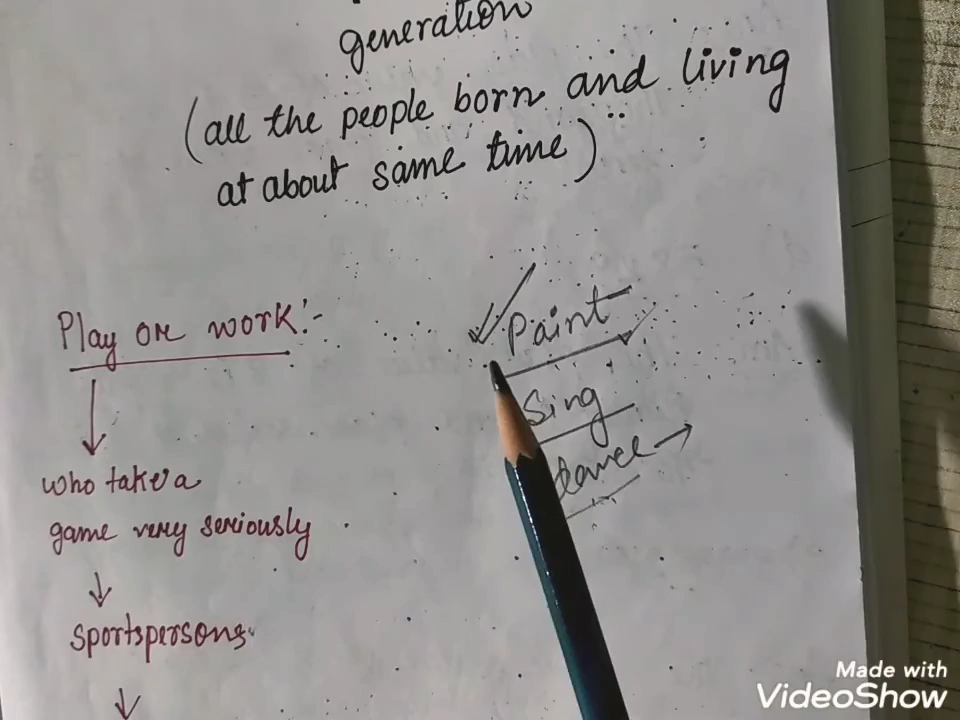 generation
(all the people born and living
at about same time)
Play or work:-
Paint
Sing
dance →
who take a
game very seriously
↓
sportspersons
↓
Made with
VideoShow